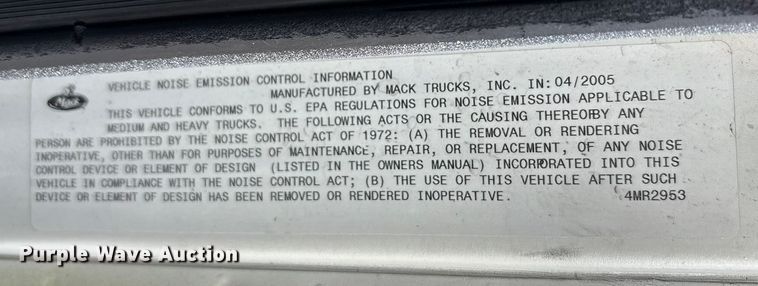 Mack
VEHICLE NOISE EMISSION CONTROL INFORMATION
MANUFACTURED BY MACK TRUCKS, INC. IN: 04/2005
THIS VEHICLE CONFORMS TO U.S. EPA REGULATIONS FOR NOISE EMISSION APPLICABLE TO
MEDIUM AND HEAVY TRUCKS. THE FOLLOWING ACTS OR THE CAUSING THEREOFBY ANY
PERSON ARE PROHIBITED BY THE NOISE CONTROL ACT OF 1972: (A) THE REMOVAL OR RENDERING
INOPERATIVE, OTHER THAN FOR PURPOSES OF MAINTENANCE, REPAIR, OR REPLACEMENT, OF ANY NOISE
CONTROL DEVICE OR ELEMENT OF DESIGN (LISTED IN THE OWNERS MANUAL) INCORPORATED INTO THIS
VEHICLE IN COMPLIANCE WITH THE NOISE CONTROL ACT; (B) THE USE OF THIS VEHICLE AFTER SUCH
DEVICE OR ELEMENT OF DESIGN HAS BEEN REMOVED OR RENDERED INOPERATIVE. 4MR2953
Purple Wave Auction